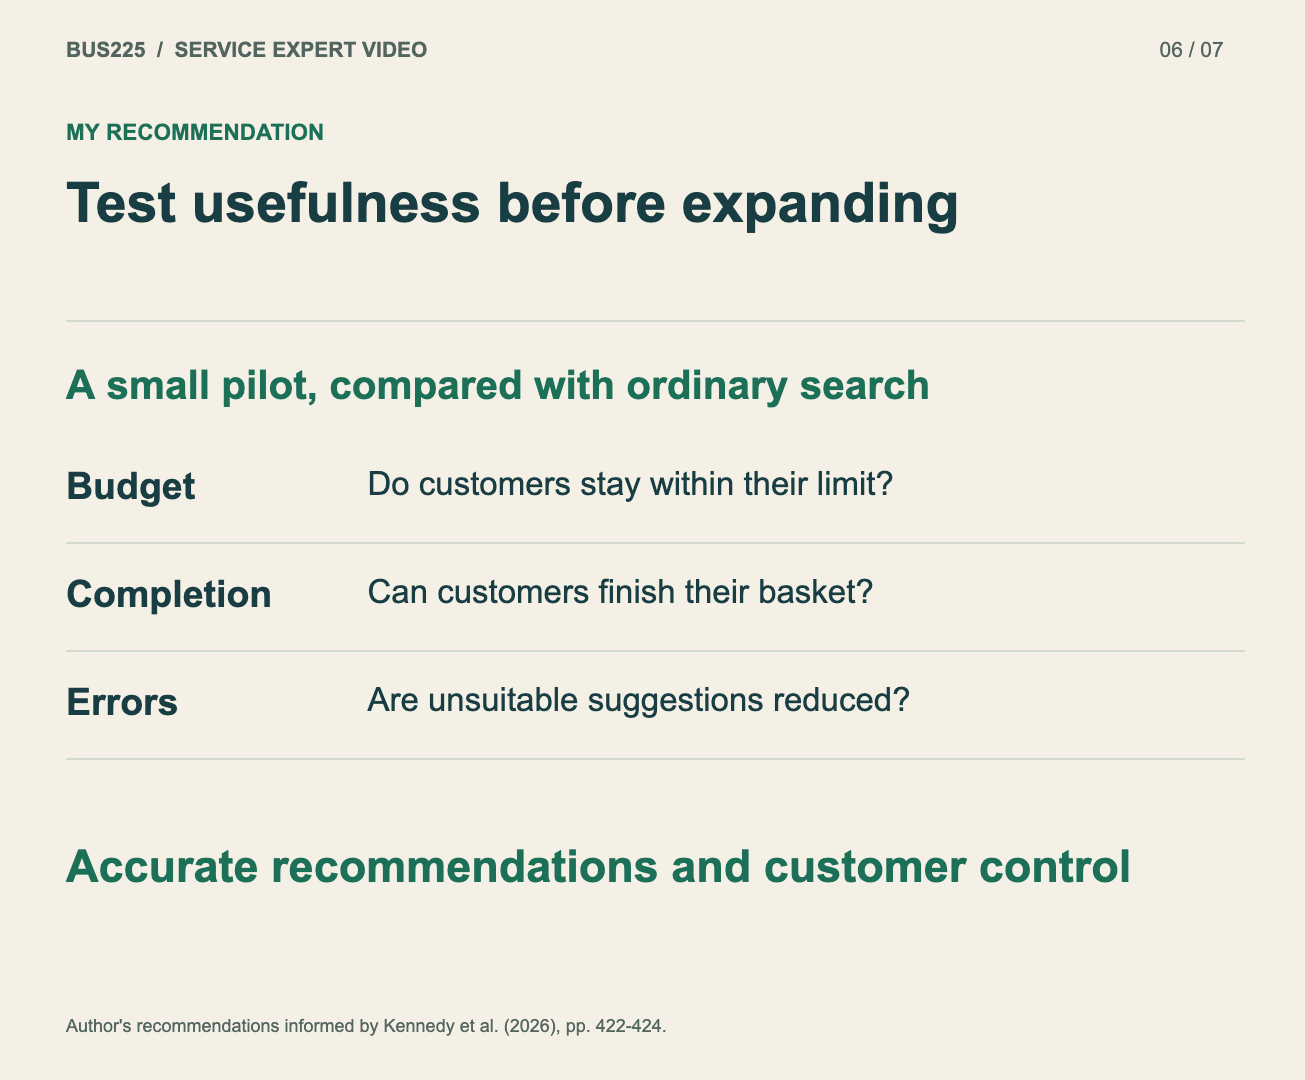 BUS225 / SERVICE EXPERT VIDEO
06 / 07
MY RECOMMENDATION
Test usefulness before expanding
A small pilot, compared with ordinary search
Budget
Do customers stay within their limit?
Completion
Can customers finish their basket?
Errors
Are unsuitable suggestions reduced?
Accurate recommendations and customer control
Author's recommendations informed by Kennedy et al. (2026), pp. 422-424.